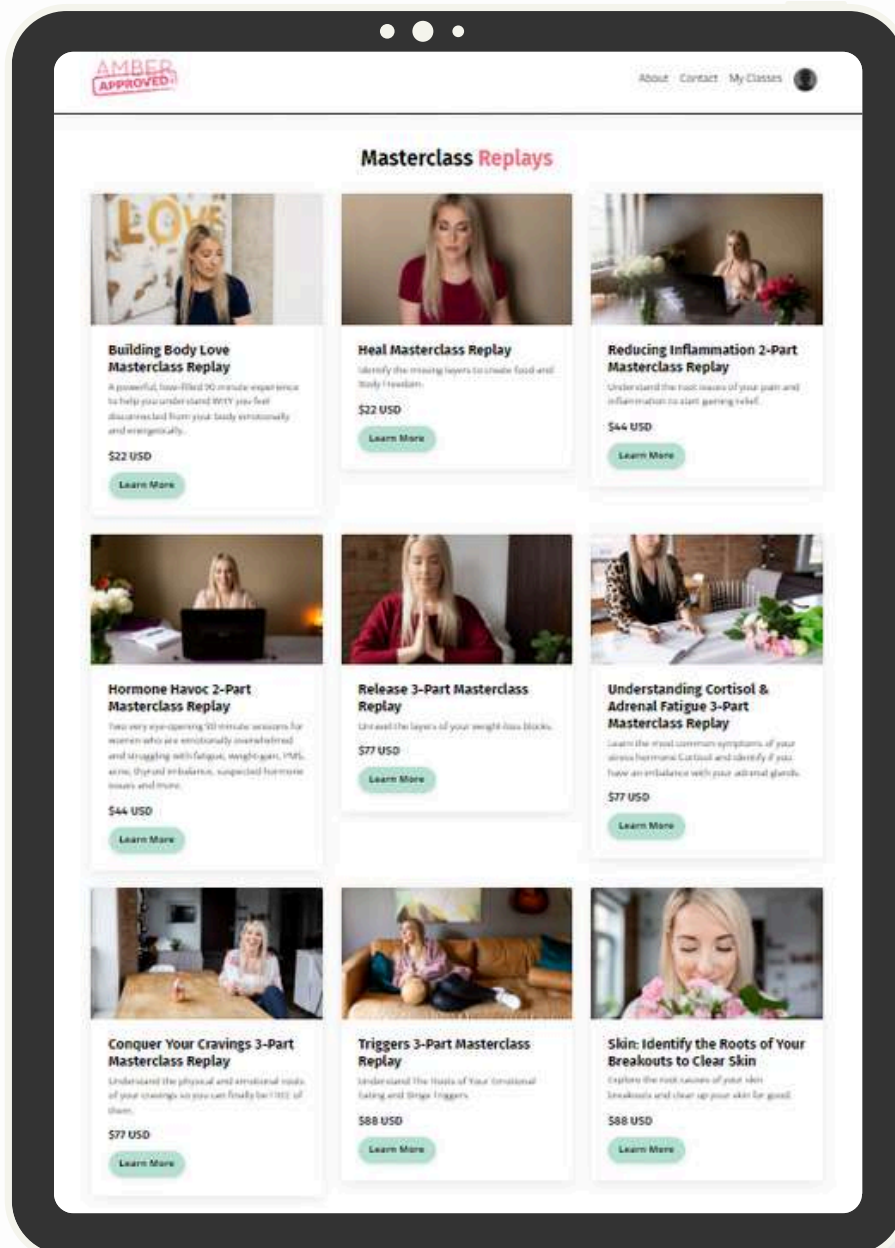 AMBER
APPROVED
About Contact My Classes
Masterclass Replays
LOVE
Building Body Love
Masterclass Replay
A powerful, love-filled 90 minute experience
to help you understand WHY you feel
disconnected from your body emotionally
and energetically.
$22 USD
Learn More
Heal Masterclass Replay
Identify the missing layers to create Food and
Body Freedom.
$22 USD
Learn More
Reducing Inflammation 2-Part
Masterclass Replay
Understand the root issues of your pain and
inflammation to start gaining relief.
$44 USD
Learn More
Hormone Havoc 2-Part
Masterclass Replay
Two very eye-opening 90 minute sessions for
women who are emotionally overwhelmed
and struggling with fatigue, weight-gain, PMS,
acne, thyroid imbalance, suspected hormone
issues and more.
$44 USD
Learn More
Release 3-Part Masterclass
Replay
Unravel the layers of your weight-loss blocks.
$77 USD
Learn More
Understanding Cortisol &
Adrenal Fatigue 3-Part
Masterclass Replay
Learn the most common symptoms of your
stress hormone Cortisol and identify if you
have an imbalance with your adrenal glands.
$77 USD
Learn More
Conquer Your Cravings 3-Part
Masterclass Replay
Understand the physical and emotional roots
of your cravings so you can finally be FREE of
them.
$77 USD
Learn More
Triggers 3-Part Masterclass
Replay
Understand The Roots of Your Emotional
Eating and Binge Triggers.
$88 USD
Learn More
Skin: Identify the Roots of Your
Breakouts to Clear Skin
Explore the root causes of your skin
breakouts and clear up your skin for good.
$88 USD
Learn More